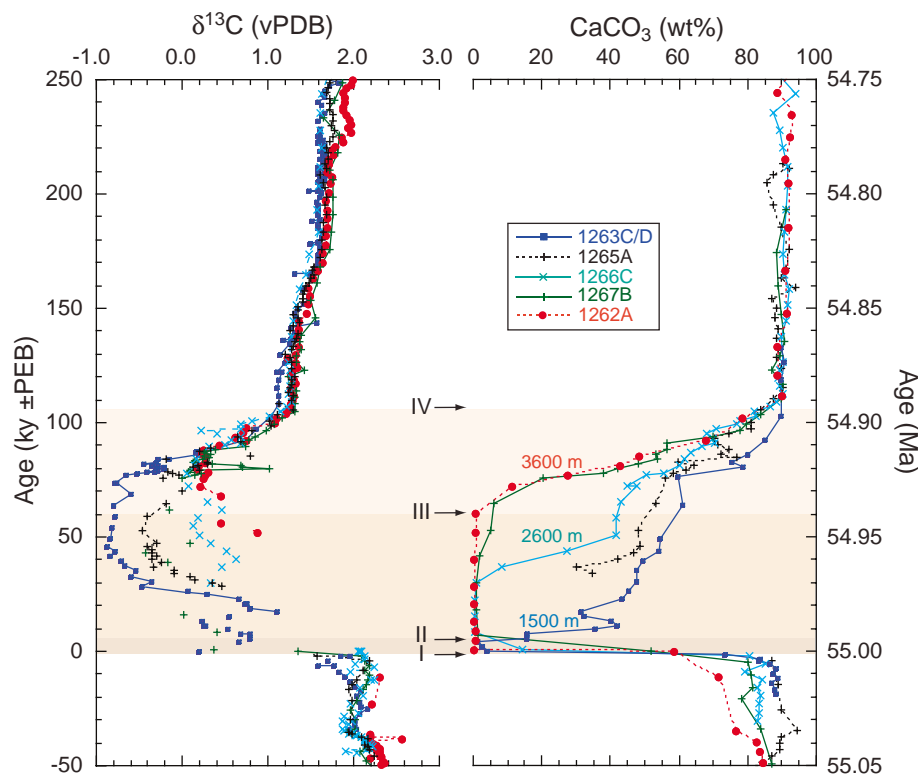 δ¹³C (vPDB) CaCO₃ (wt%)
-1.0 0.0 1.0 2.0 3.0 0 20 40 60 80 100
250 54.75
200 54.80
1263C/D
1265A
1266C
1267B
1262A
150 54.85
IV
100 54.90
3600 m
III
50 2600 m 54.95
1500 m
II
0 I 55.00
-50 55.05
Age (ky ±PEB)
Age (Ma)